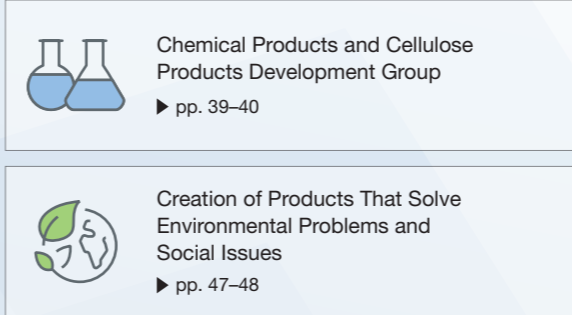 Chemical Products and Cellulose
Products Development Group
▶ pp. 39–40
Creation of Products That Solve
Environmental Problems and
Social Issues
▶ pp. 47–48